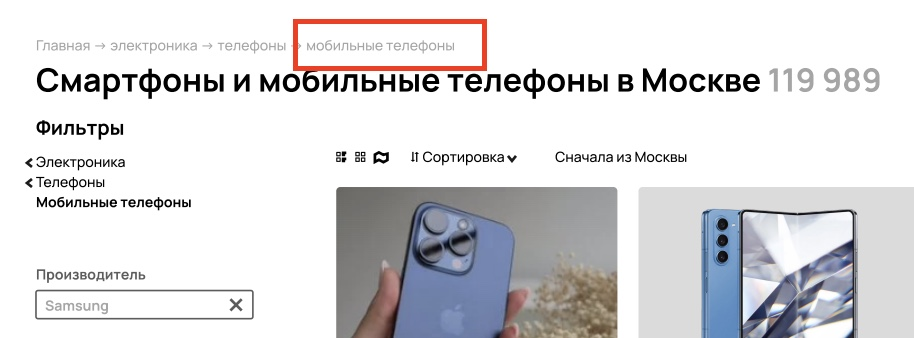 Главная → электроника → телефоны → мобильные телефоны
Смартфоны и мобильные телефоны в Москве 119 989
Фильтры
Электроника
Телефоны
Мобильные телефоны
Сортировка
Сначала из Москвы
Производитель
Samsung